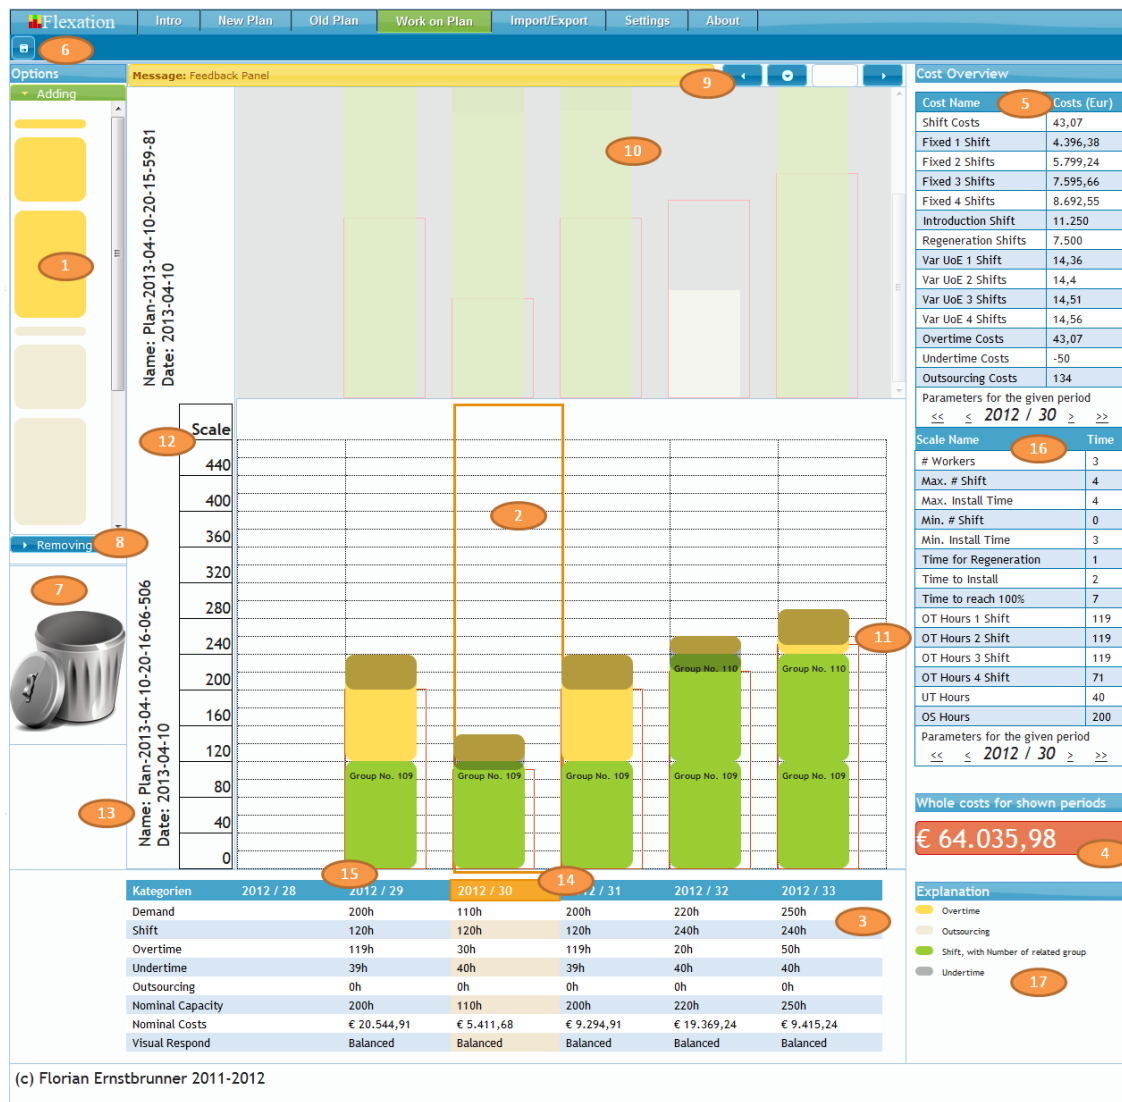 Flexation Intro New Plan Old Plan Work on Plan Import/Export Settings About
6
Options
Adding
1
Removing
8
7
Message: Feedback Panel
9
10
Name: Plan-2013-04-10-20-15-59-81
Date: 2013-04-10
Scale
12
440
400
360
320
280
240
200
160
120
80
40
0
Name: Plan-2013-04-10-20-16-06-506
Date: 2013-04-10
13
2
11
Group No. 110
Group No. 110
Group No. 109
Group No. 109
Group No. 109
Group No. 109
Group No. 109
15
14
Kategorien 2012 / 28 2012 / 29 2012 / 30 / 31 2012 / 32 2012 / 33
Demand 200h 110h 200h 220h 250h
3
Shift 120h 120h 120h 240h 240h
Overtime 119h 30h 119h 20h 50h
Undertime 39h 40h 39h 40h 40h
Outsourcing 0h 0h 0h 0h 0h
Nominal Capacity 200h 110h 200h 220h 250h
Nominal Costs € 20.544,91 € 5.411,68 € 9.294,91 € 19.369,24 € 9.415,24
Visual Respond Balanced Balanced Balanced Balanced Balanced
Cost Overview
Cost Name 5 Costs (Eur)
Shift Costs 43,07
Fixed 1 Shift 4.396,38
Fixed 2 Shifts 5.799,24
Fixed 3 Shifts 7.595,66
Fixed 4 Shifts 8.692,55
Introduction Shift 11.250
Regeneration Shifts 7.500
Var UoE 1 Shift 14,36
Var UoE 2 Shifts 14,4
Var UoE 3 Shifts 14,51
Var UoE 4 Shifts 14,56
Overtime Costs 43,07
Undertime Costs -50
Outsourcing Costs 134
Parameters for the given period
<< < 2012 / 30 > >>
Scale Name Time
16
# Workers 3
Max. # Shift 4
Max. Install Time 4
Min. # Shift 0
Min. Install Time 3
Time for Regeneration 1
Time to Install 2
Time to reach 100% 7
OT Hours 1 Shift 119
OT Hours 2 Shift 119
OT Hours 3 Shift 119
OT Hours 4 Shift 71
UT Hours 40
OS Hours 200
Parameters for the given period
<< < 2012 / 30 > >>
Whole costs for shown periods
€ 64.035,98
4
Explanation
Overtime
Outsourcing
Shift, with Number of related group
Undertime
17
(c) Florian Ernstbrunner 2011-2012